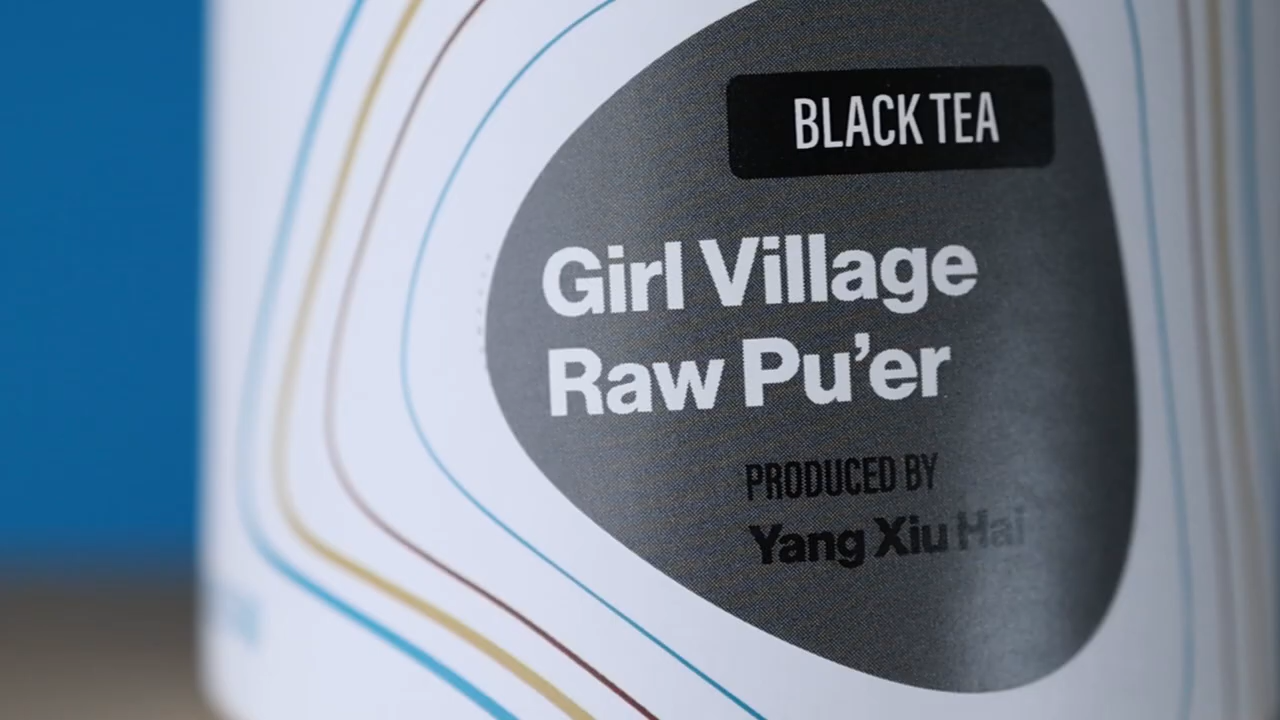 BLACK TEA
Girl Village
Raw Pu’er
PRODUCED BY
Yang Xiu Hai